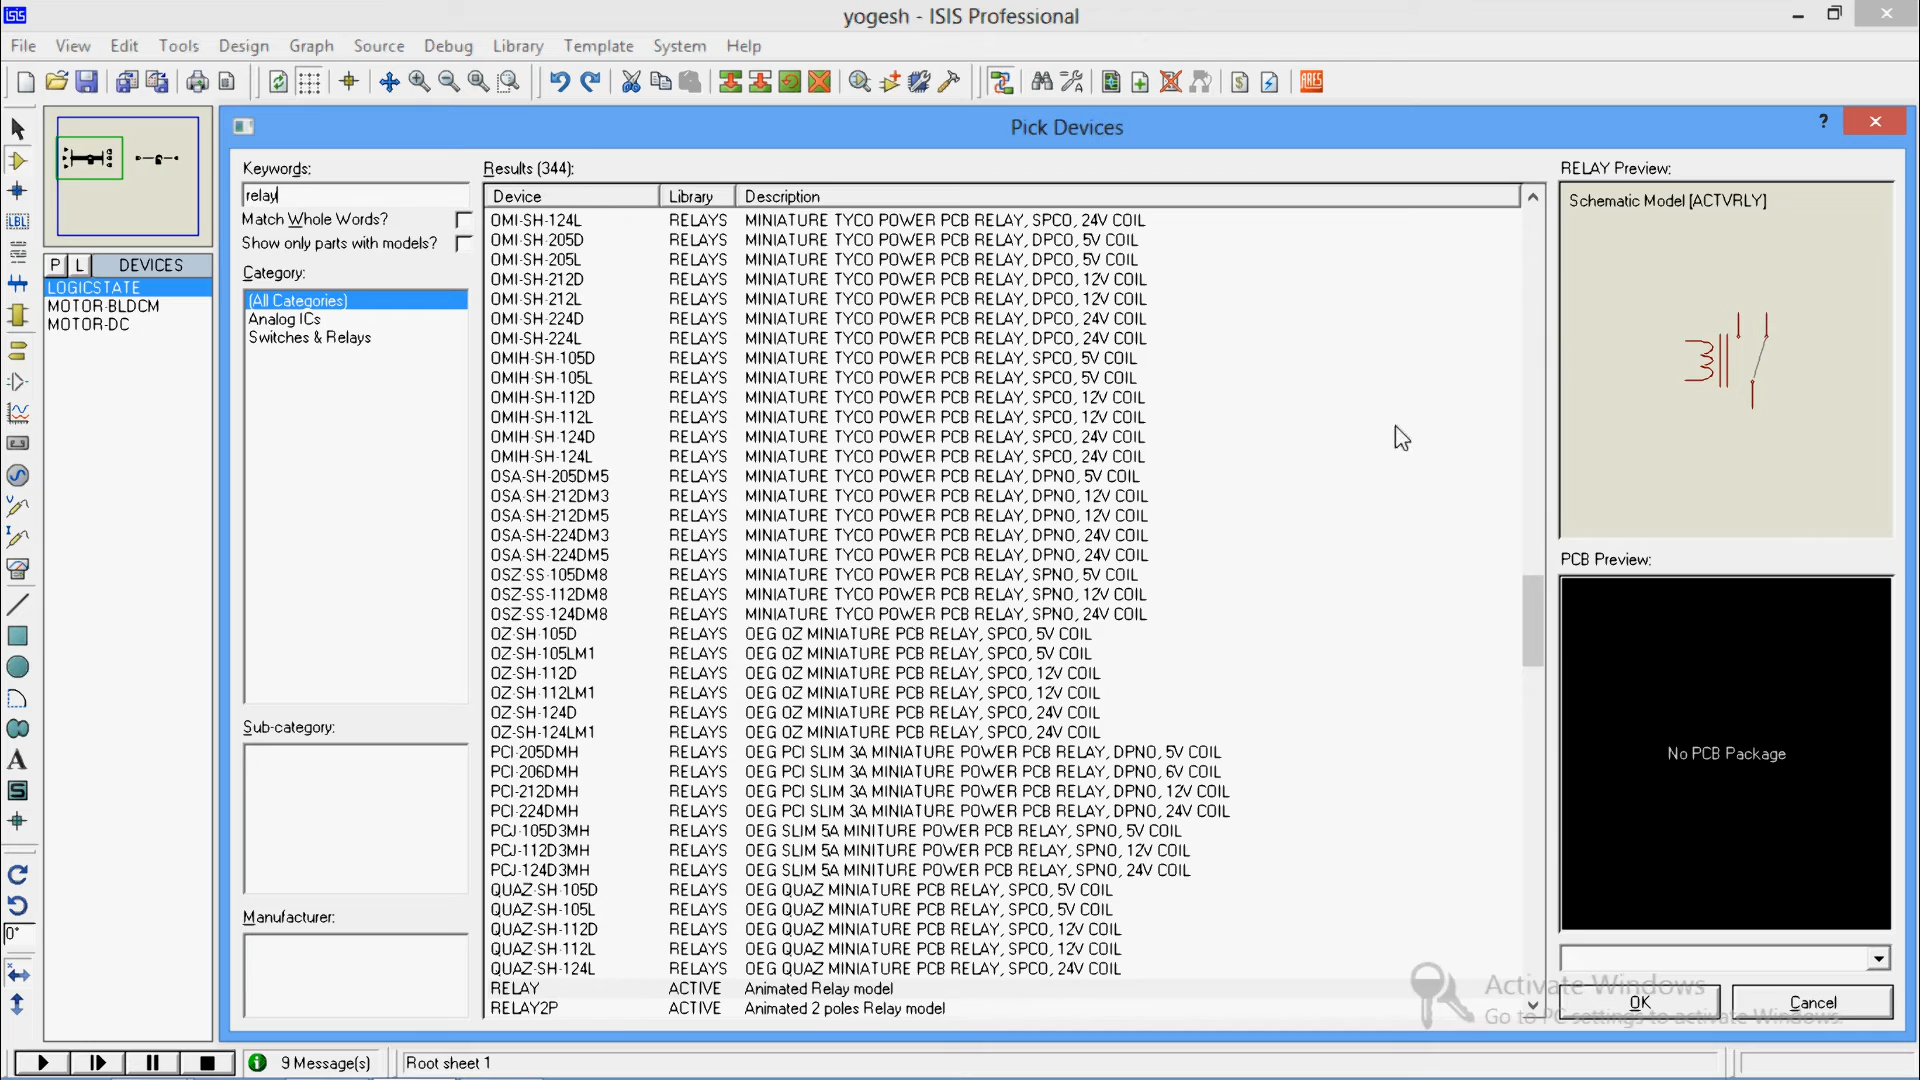 isis
yogesh - ISIS Professional
File View Edit Tools Design Graph Source Debug Library Template System Help
ARES
Pick Devices
?
Keywords:
relay
Match Whole Words?
Show only parts with models?
Category:
(All Categories)
Analog ICs
Switches & Relays
Sub-category:
Manufacturer:
P L DEVICES
LOGICSTATE
MOTOR-BLDCM
MOTOR-DC
LBL
A
S
0°
Results (344):
Device Library Description
OMI-SH-124L RELAYS MINIATURE TYCO POWER PCB RELAY, SPCO, 24V COIL
OMI-SH-205D RELAYS MINIATURE TYCO POWER PCB RELAY, DPCO, 5V COIL
OMI-SH-205L RELAYS MINIATURE TYCO POWER PCB RELAY, DPCO, 5V COIL
OMI-SH-212D RELAYS MINIATURE TYCO POWER PCB RELAY, DPCO, 12V COIL
OMI-SH-212L RELAYS MINIATURE TYCO POWER PCB RELAY, DPCO, 12V COIL
OMI-SH-224D RELAYS MINIATURE TYCO POWER PCB RELAY, DPCO, 24V COIL
OMI-SH-224L RELAYS MINIATURE TYCO POWER PCB RELAY, DPCO, 24V COIL
OMIH-SH-105D RELAYS MINIATURE TYCO POWER PCB RELAY, SPCO, 5V COIL
OMIH-SH-105L RELAYS MINIATURE TYCO POWER PCB RELAY, SPCO, 5V COIL
OMIH-SH-112D RELAYS MINIATURE TYCO POWER PCB RELAY, SPCO, 12V COIL
OMIH-SH-112L RELAYS MINIATURE TYCO POWER PCB RELAY, SPCO, 12V COIL
OMIH-SH-124D RELAYS MINIATURE TYCO POWER PCB RELAY, SPCO, 24V COIL
OMIH-SH-124L RELAYS MINIATURE TYCO POWER PCB RELAY, SPCO, 24V COIL
OSA-SH-205DM5 RELAYS MINIATURE TYCO POWER PCB RELAY, DPNO, 5V COIL
OSA-SH-212DM3 RELAYS MINIATURE TYCO POWER PCB RELAY, DPNO, 12V COIL
OSA-SH-212DM5 RELAYS MINIATURE TYCO POWER PCB RELAY, DPNO, 12V COIL
OSA-SH-224DM3 RELAYS MINIATURE TYCO POWER PCB RELAY, DPNO, 24V COIL
OSA-SH-224DM5 RELAYS MINIATURE TYCO POWER PCB RELAY, DPNO, 24V COIL
OSZ-SS-105DM8 RELAYS MINIATURE TYCO POWER PCB RELAY, SPNO, 5V COIL
OSZ-SS-112DM8 RELAYS MINIATURE TYCO POWER PCB RELAY, SPNO, 12V COIL
OSZ-SS-124DM8 RELAYS MINIATURE TYCO POWER PCB RELAY, SPNO, 24V COIL
OZ-SH-105D RELAYS OEG OZ MINIATURE PCB RELAY, SPCO, 5V COIL
OZ-SH-105LM1 RELAYS OEG OZ MINIATURE PCB RELAY, SPCO, 5V COIL
OZ-SH-112D RELAYS OEG OZ MINIATURE PCB RELAY, SPCO, 12V COIL
OZ-SH-112LM1 RELAYS OEG OZ MINIATURE PCB RELAY, SPCO, 12V COIL
OZ-SH-124D RELAYS OEG OZ MINIATURE PCB RELAY, SPCO, 24V COIL
OZ-SH-124LM1 RELAYS OEG OZ MINIATURE PCB RELAY, SPCO, 24V COIL
PCI-205DMH RELAYS OEG PCI SLIM 3A MINIATURE POWER PCB RELAY, DPNO, 5V COIL
PCI-206DMH RELAYS OEG PCI SLIM 3A MINIATURE POWER PCB RELAY, DPNO, 6V COIL
PCI-212DMH RELAYS OEG PCI SLIM 3A MINIATURE POWER PCB RELAY, DPNO, 12V COIL
PCI-224DMH RELAYS OEG PCI SLIM 3A MINIATURE POWER PCB RELAY, DPNO, 24V COIL
PCJ-105D3MH RELAYS OEG SLIM 5A MINITURE POWER PCB RELAY, SPNO, 5V COIL
PCJ-112D3MH RELAYS OEG SLIM 5A MINITURE POWER PCB RELAY, SPNO, 12V COIL
PCJ-124D3MH RELAYS OEG SLIM 5A MINITURE POWER PCB RELAY, SPNO, 24V COIL
QUAZ-SH-105D RELAYS OEG QUAZ MINIATURE PCB RELAY, SPCO, 5V COIL
QUAZ-SH-105L RELAYS OEG QUAZ MINIATURE PCB RELAY, SPCO, 5V COIL
QUAZ-SH-112D RELAYS OEG QUAZ MINIATURE PCB RELAY, SPCO, 12V COIL
QUAZ-SH-112L RELAYS OEG QUAZ MINIATURE PCB RELAY, SPCO, 12V COIL
QUAZ-SH-124L RELAYS OEG QUAZ MINIATURE PCB RELAY, SPCO, 24V COIL
RELAY ACTIVE Animated Relay model
RELAY2P ACTIVE Animated 2 poles Relay model
RELAY Preview:
Schematic Model [ACTVRLY]
PCB Preview:
No PCB Package
Activate Windows
Go to PC settings to activate Windows.
OK Cancel
9 Message(s) Root sheet 1